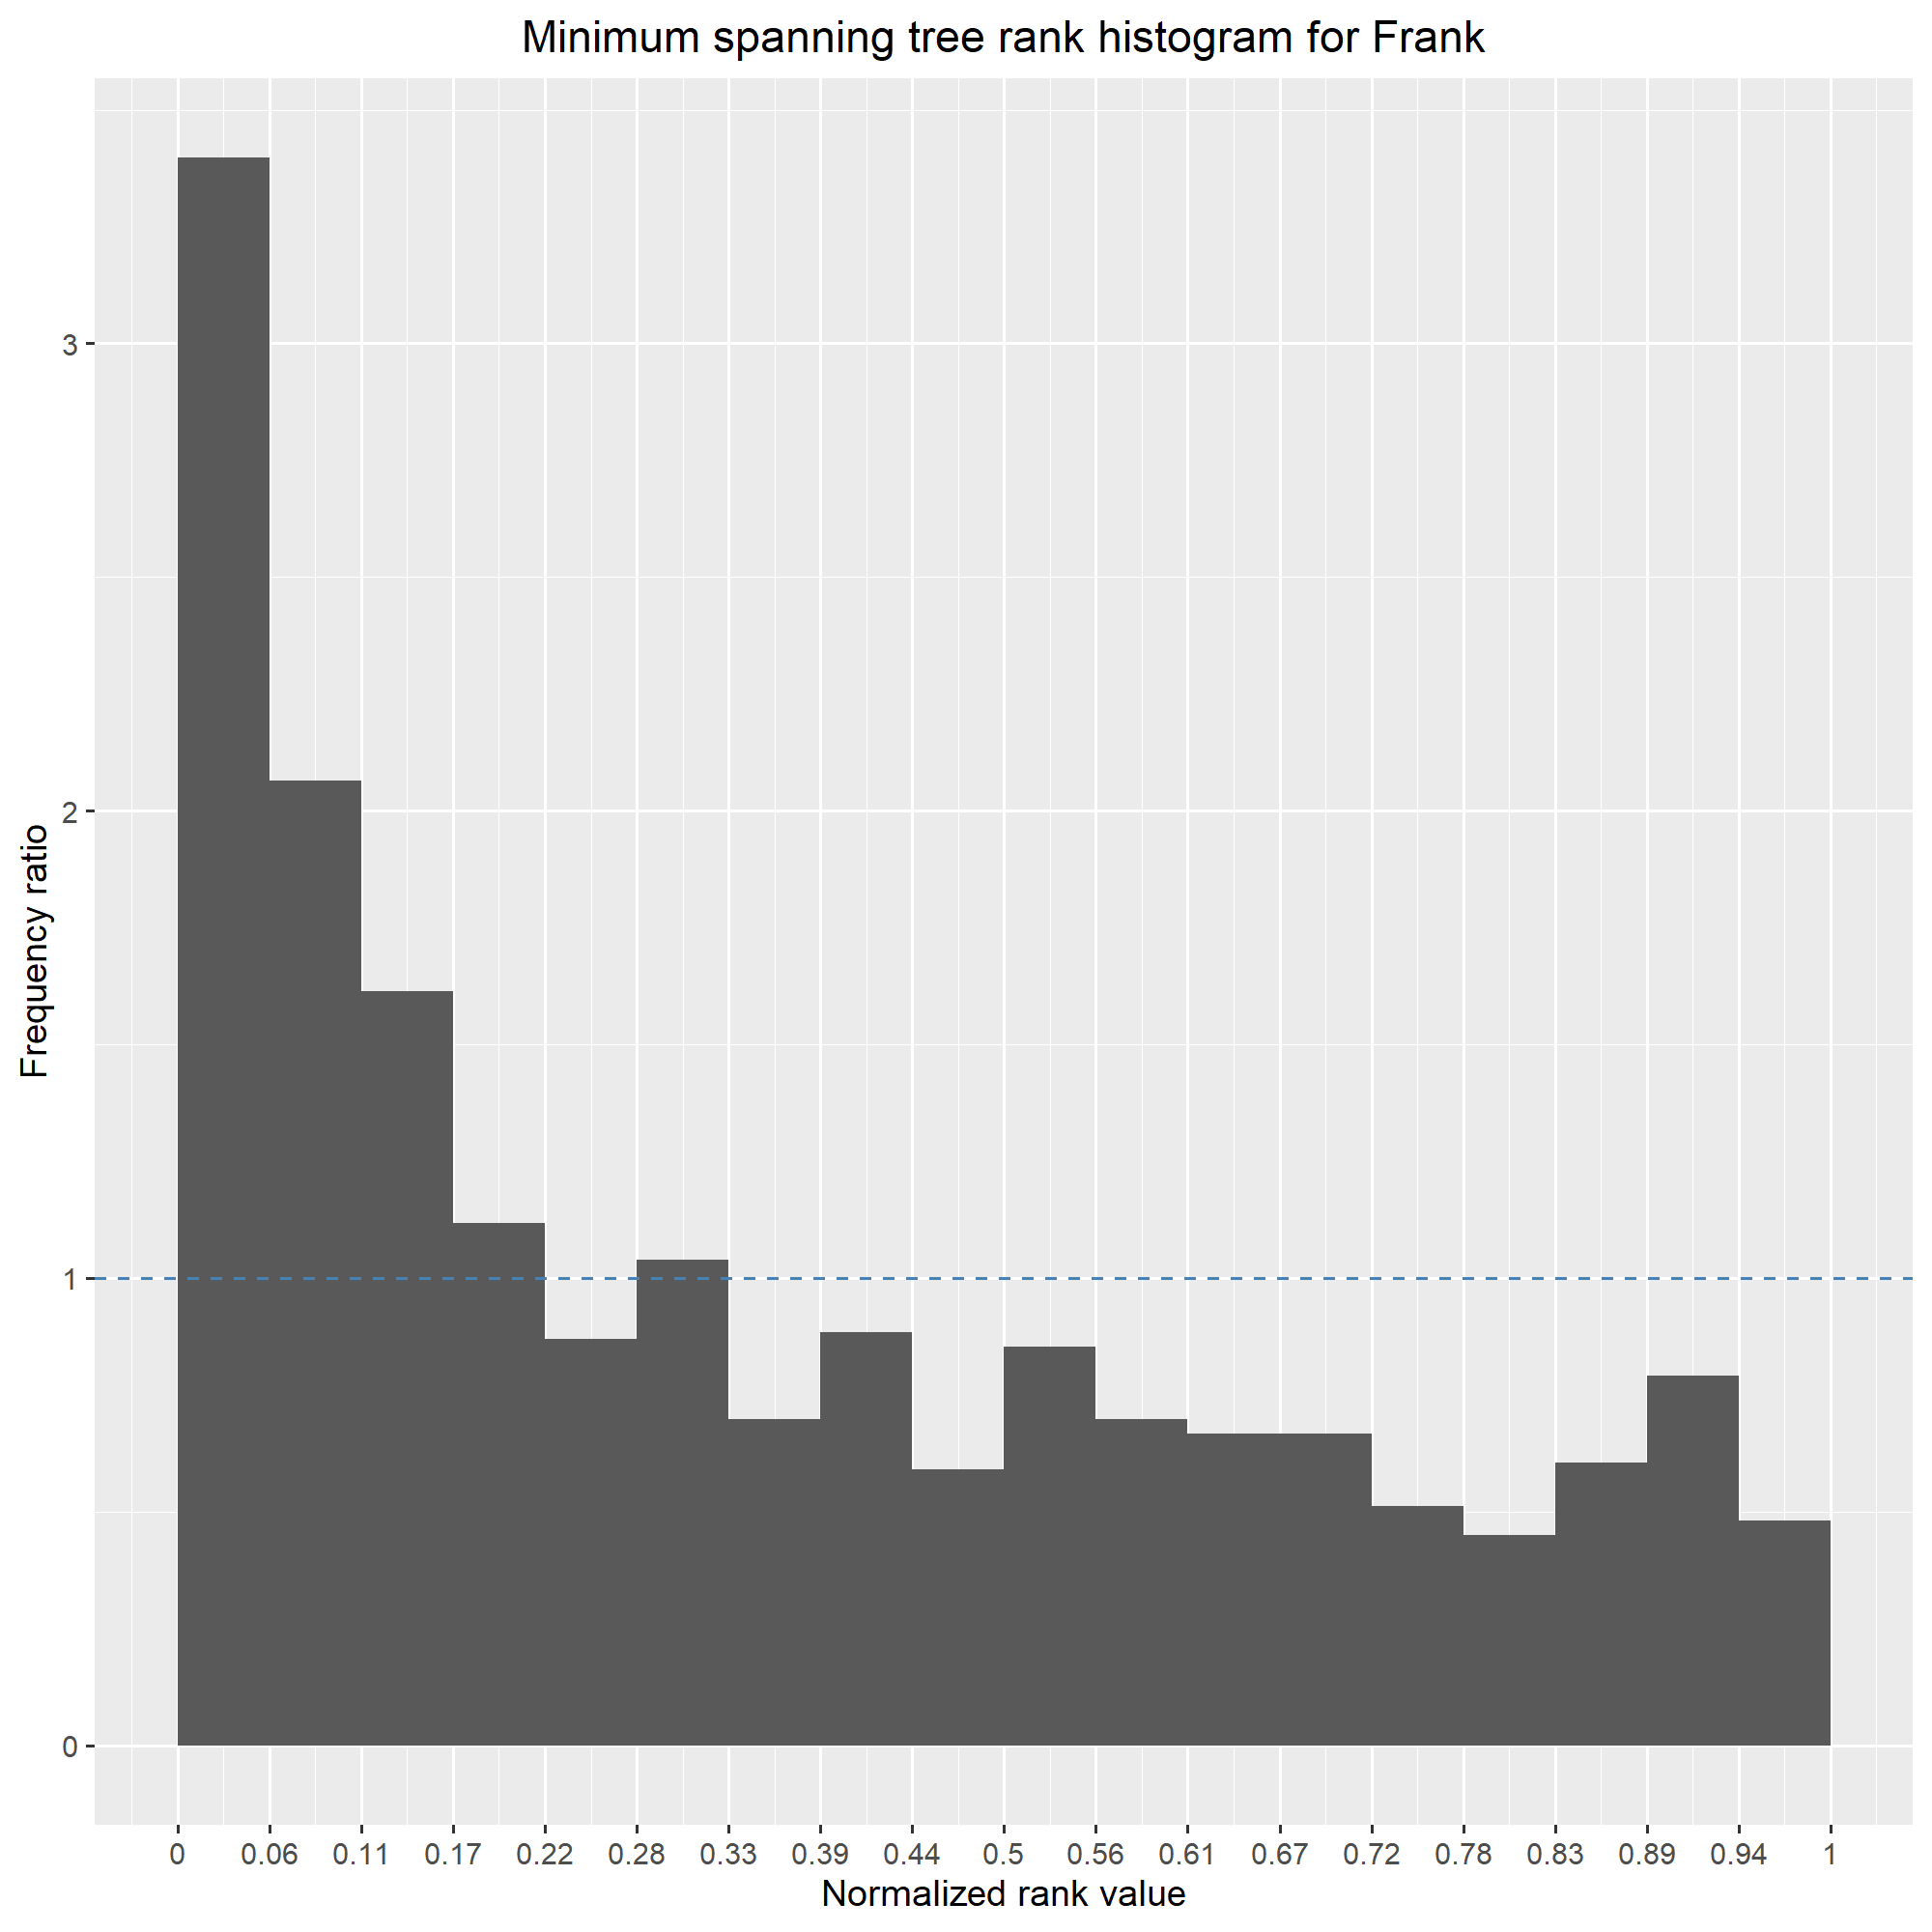 Minimum spanning tree rank histogram for Frank
Frequency ratio
3
2
1
0
0 0.06 0.11 0.17 0.22 0.28 0.33 0.39 0.44 0.5 0.56 0.61 0.67 0.72 0.78 0.83 0.89 0.94 1
Normalized rank value